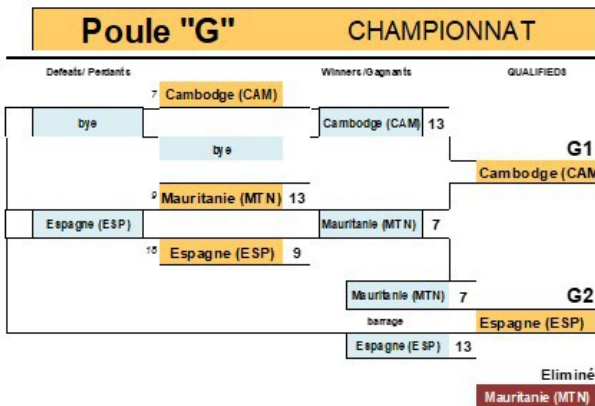 Poule "G" CHAMPIONNAT
Defeats/ Perdants Winners/Gagnants QUALIFIEDS
7 Cambodge (CAM)
bye Cambodge (CAM) 13
bye G1
Cambodge (CAM
9 Mauritanie (MTN) 13
Espagne (ESP) Mauritanie (MTN) 7
Espagne (ESP) 9
Mauritanie (MTN) 7 G2
barrage Espagne (ESP)
Espagne (ESP) 13
Eliminé
Mauritanie (MTN)